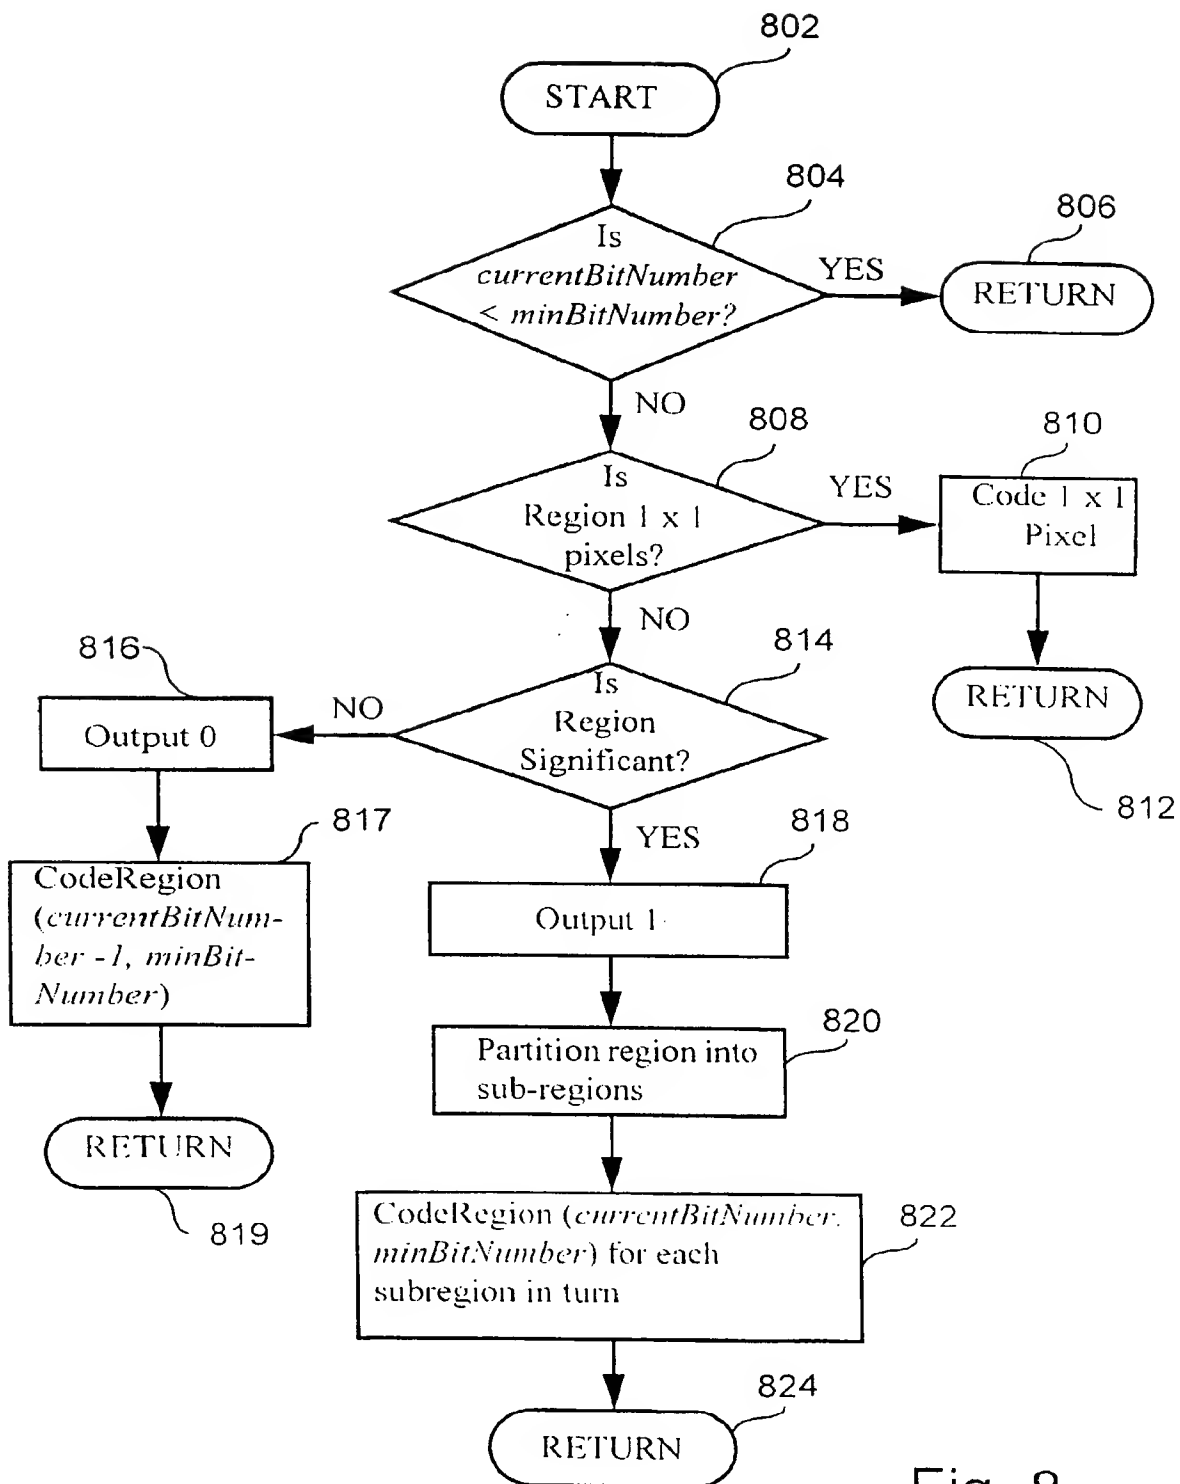 802
START
804
Is
currentBitNumber
< minBitNumber?
YES
806
RETURN
NO
808
Is
Region 1 x 1
pixels?
YES
810
Code 1 x 1
Pixel
NO
RETURN
812
814
Is
Region
Significant?
NO
816
Output 0
817
CodeRegion
(currentBitNum-
ber -1, minBit-
Number)
RETURN
819
YES
818
Output 1
820
Partition region into
sub-regions
822
CodeRegion (currentBitNumber,
minBitNumber) for each
subregion in turn
824
RETURN
Fig. 8